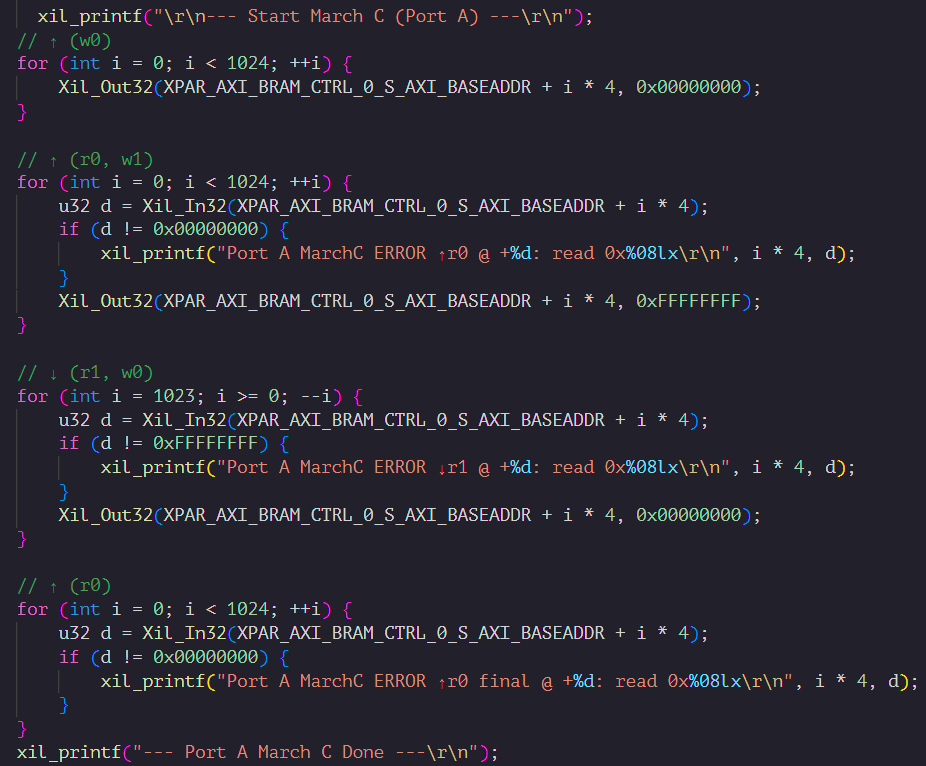 xil_printf("\r\n--- Start March C (Port A) ---\r\n");
// ↑ (w0)
for (int i = 0; i < 1024; ++i) {
Xil_Out32(XPAR_AXI_BRAM_CTRL_0_S_AXI_BASEADDR + i * 4, 0x00000000);
}
// ↑ (r0, w1)
for (int i = 0; i < 1024; ++i) {
u32 d = Xil_In32(XPAR_AXI_BRAM_CTRL_0_S_AXI_BASEADDR + i * 4);
if (d != 0x00000000) {
xil_printf("Port A MarchC ERROR ↑r0 @ +%d: read 0x%08lx\r\n", i * 4, d);
}
Xil_Out32(XPAR_AXI_BRAM_CTRL_0_S_AXI_BASEADDR + i * 4, 0xFFFFFFFF);
}
// ↓ (r1, w0)
for (int i = 1023; i >= 0; --i) {
u32 d = Xil_In32(XPAR_AXI_BRAM_CTRL_0_S_AXI_BASEADDR + i * 4);
if (d != 0xFFFFFFFF) {
xil_printf("Port A MarchC ERROR ↓r1 @ +%d: read 0x%08lx\r\n", i * 4, d);
}
Xil_Out32(XPAR_AXI_BRAM_CTRL_0_S_AXI_BASEADDR + i * 4, 0x00000000);
}
// ↑ (r0)
for (int i = 0; i < 1024; ++i) {
u32 d = Xil_In32(XPAR_AXI_BRAM_CTRL_0_S_AXI_BASEADDR + i * 4);
if (d != 0x00000000) {
xil_printf("Port A MarchC ERROR ↑r0 final @ +%d: read 0x%08lx\r\n", i * 4, d);
}
}
xil_printf("--- Port A March C Done ---\r\n");